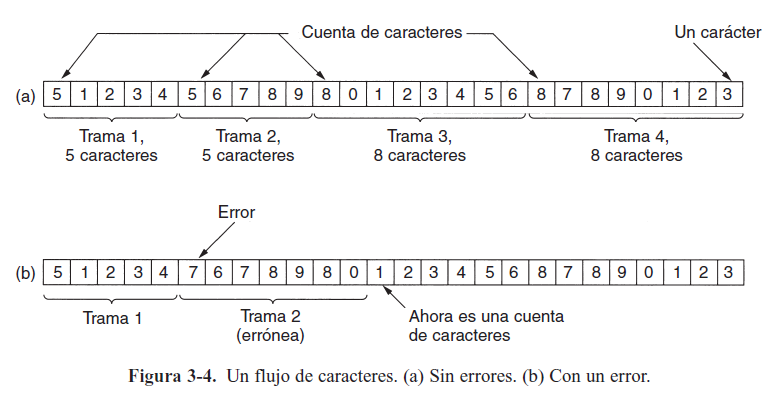 Cuenta de caracteres Un carácter
(a) 5 1 2 3 4 5 6 7 8 9 8 0 1 2 3 4 5 6 8 7 8 9 0 1 2 3
Trama 1, Trama 2, Trama 3, Trama 4,
5 caracteres 5 caracteres 8 caracteres 8 caracteres
Error
(b) 5 1 2 3 4 7 6 7 8 9 8 0 1 2 3 4 5 6 8 7 8 9 0 1 2 3
Trama 1 Trama 2 Ahora es una cuenta
(errónea) de caracteres
Figura 3-4. Un flujo de caracteres. (a) Sin errores. (b) Con un error.